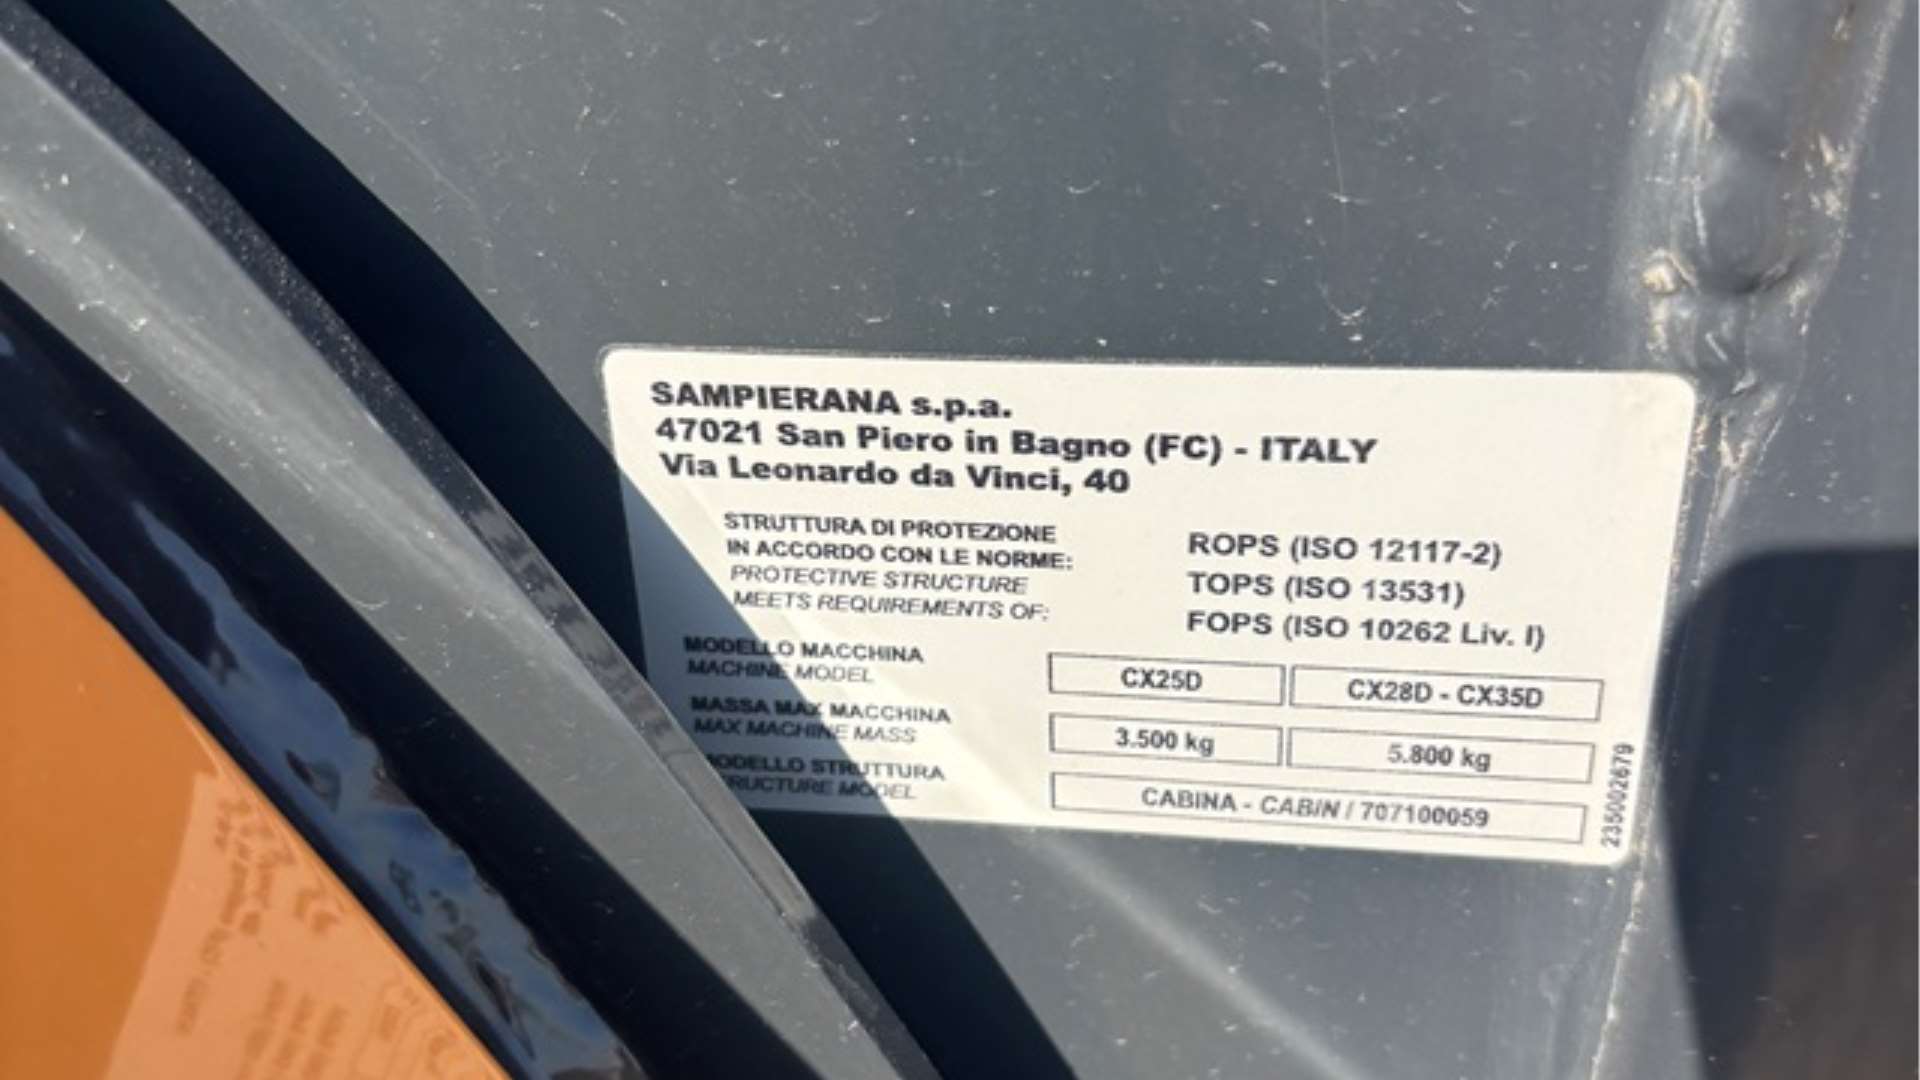 SAMPIERANA s.p.a.
47021 San Piero in Bagno (FC) - ITALY
Via Leonardo da Vinci, 40
STRUTTURA DI PROTEZIONE
IN ACCORDO CON LE NORME:
PROTECTIVE STRUCTURE
MEETS REQUIREMENTS OF:
ROPS (ISO 12117-2)
TOPS (ISO 13531)
FOPS (ISO 10262 Liv. I)
MODELLO MACCHINA
MACHINE MODEL
CX25D
CX28D - CX35D
MASSA MAX MACCHINA
MAX MACHINE MASS
3.500 kg
5.800 kg
ODELLO STRUTTURA
RUCTURE MODEL
CABINA - CABIN / 707100059
235002679